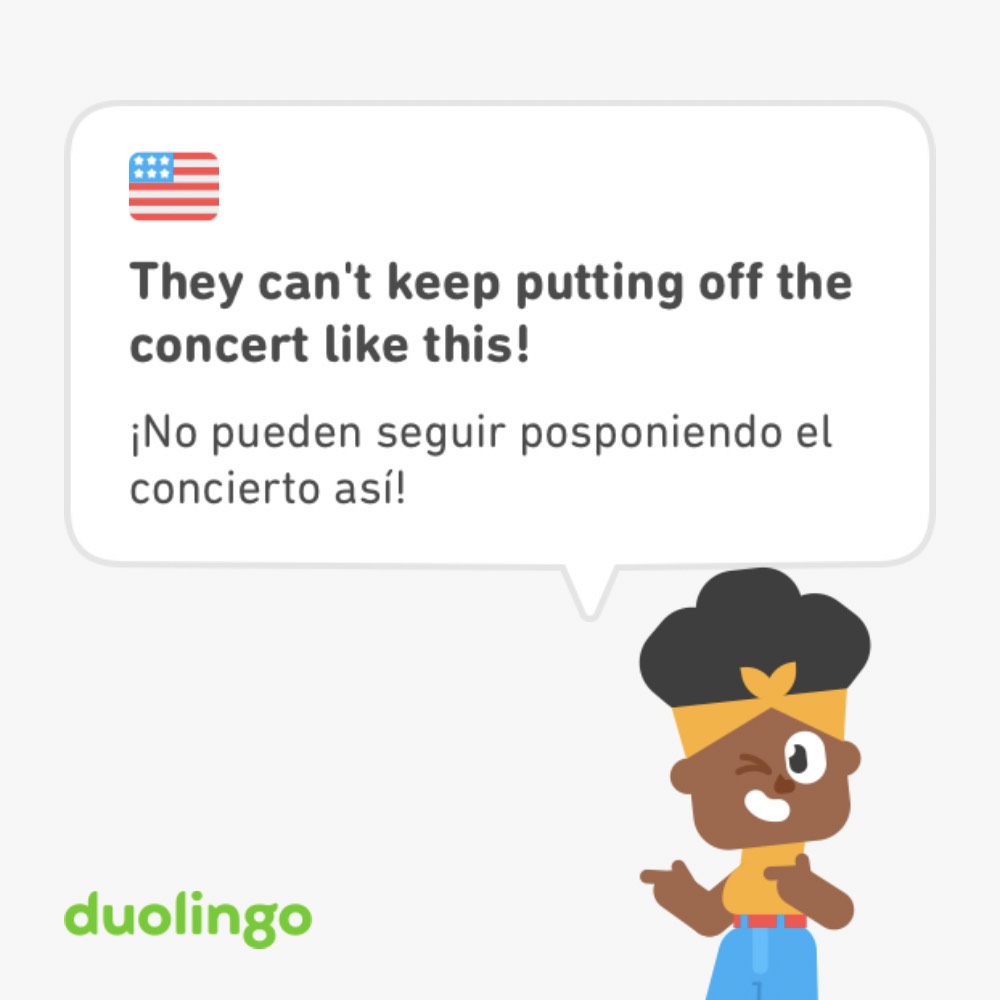 They can't keep putting off the
concert like this!
¡No pueden seguir posponiendo el
concierto así!
duolingo